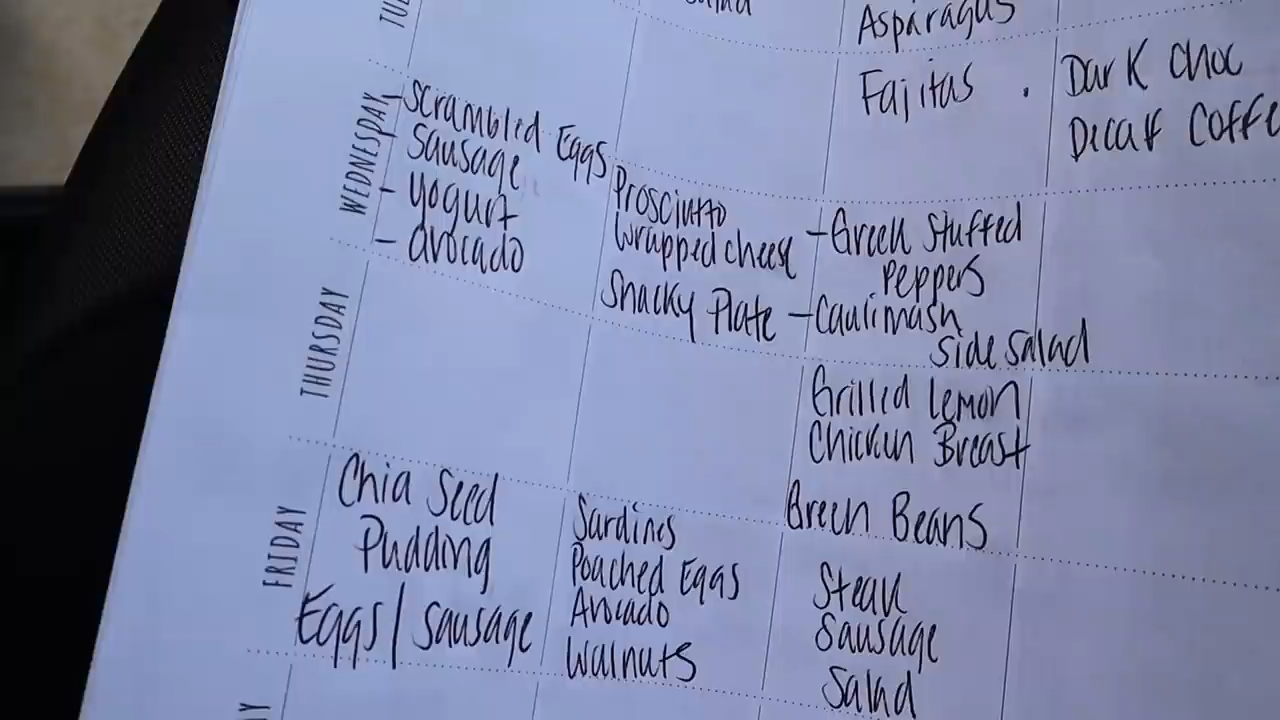 TU
Asparagus
Fajitas .
Dark Choc
Decaf Coffe
WEDNESDAY
- Scrambled Eggs
- Sausage
- yogurt
- avocado
Prosciutto
wrapped cheese
Snacky Plate
- Green Stuffed
peppers
- Caulimash
side salad
THURSDAY
Grilled Lemon
Chicken Breast
Green Beans
FRIDAY
Chia Seed
Pudding
Eggs/sausage
Sardines
Poached Eggs
Avocado
Walnuts
Steak
Sausage
Salad
Y